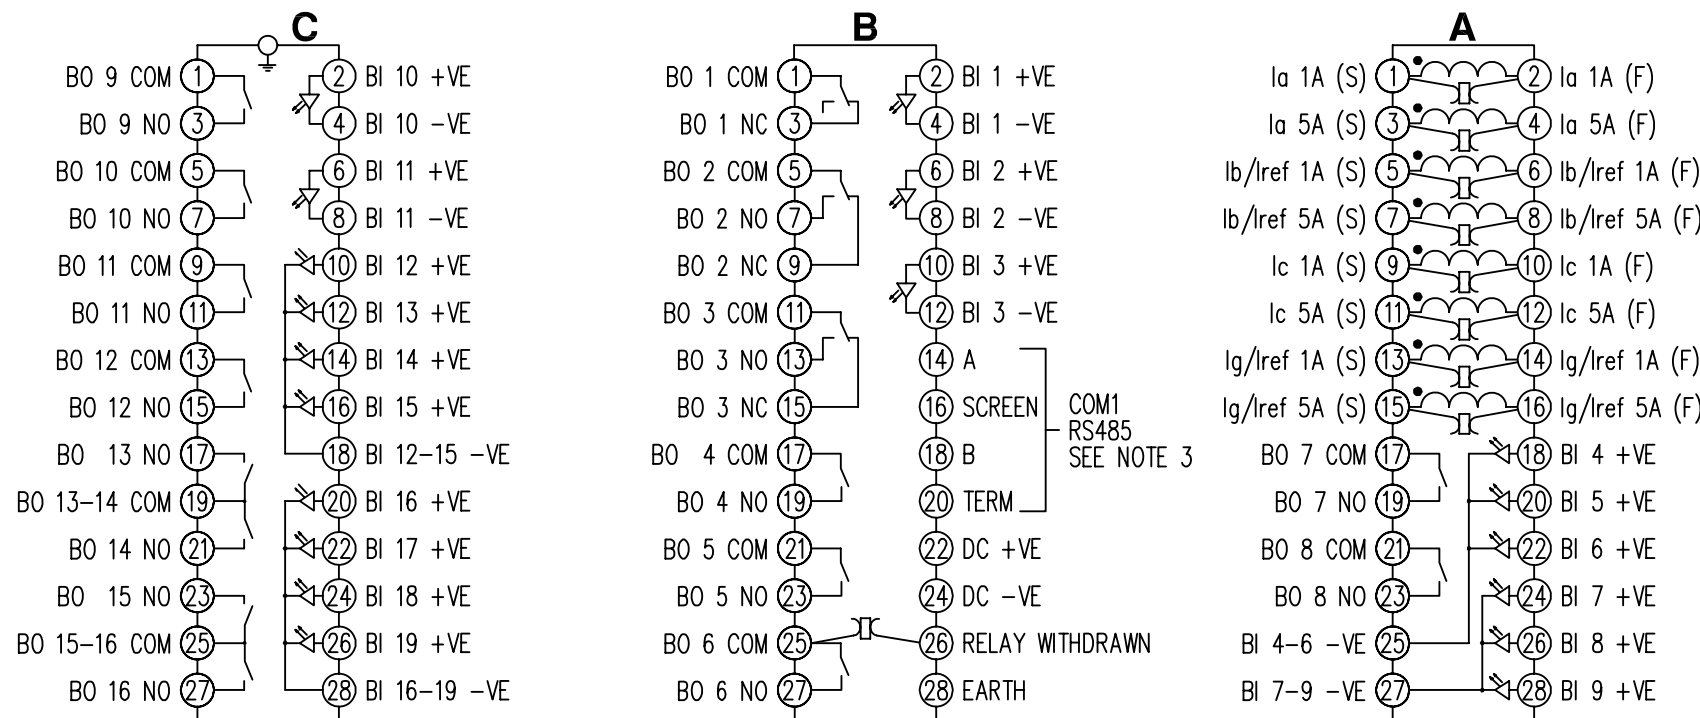 C B A
BO 9 COM 1 2 BI 10 +VE BO 1 COM 1 2 BI 1 +VE Ia 1A (S) 1 2 Ia 1A (F)
BO 9 NO 3 4 BI 10 -VE BO 1 NC 3 4 BI 1 -VE Ia 5A (S) 3 4 Ia 5A (F)
BO 10 COM 5 6 BI 11 +VE BO 2 COM 5 6 BI 2 +VE Ib/Iref 1A (S) 5 6 Ib/Iref 1A (F)
BO 10 NO 7 8 BI 11 -VE BO 2 NO 7 8 BI 2 -VE Ib/Iref 5A (S) 7 8 Ib/Iref 5A (F)
BO 11 COM 9 10 BI 12 +VE BO 2 NC 9 10 BI 3 +VE Ic 1A (S) 9 10 Ic 1A (F)
BO 11 NO 11 12 BI 13 +VE BO 3 COM 11 12 BI 3 -VE Ic 5A (S) 11 12 Ic 5A (F)
BO 12 COM 13 14 BI 14 +VE BO 3 NO 13 14 A Ig/Iref 1A (S) 13 14 Ig/Iref 1A (F)
BO 12 NO 15 16 BI 15 +VE BO 3 NC 15 16 SCREEN COM1 Ig/Iref 5A (S) 15 16 Ig/Iref 5A (F)
RS485
BO 13 NO 17 18 BI 12-15 -VE BO 4 COM 17 18 B SEE NOTE 3 BO 7 COM 17 18 BI 4 +VE
BO 13-14 COM 19 20 BI 16 +VE BO 4 NO 19 20 TERM BO 7 NO 19 20 BI 5 +VE
BO 14 NO 21 22 BI 17 +VE BO 5 COM 21 22 DC +VE BO 8 COM 21 22 BI 6 +VE
BO 15 NO 23 24 BI 18 +VE BO 5 NO 23 24 DC -VE BO 8 NO 23 24 BI 7 +VE
BO 15-16 COM 25 26 BI 19 +VE BO 6 COM 25 26 RELAY WITHDRAWN BI 4-6 -VE 25 26 BI 8 +VE
BO 16 NO 27 28 BI 16-19 -VE BO 6 NO 27 28 EARTH BI 7-9 -VE 27 28 BI 9 +VE